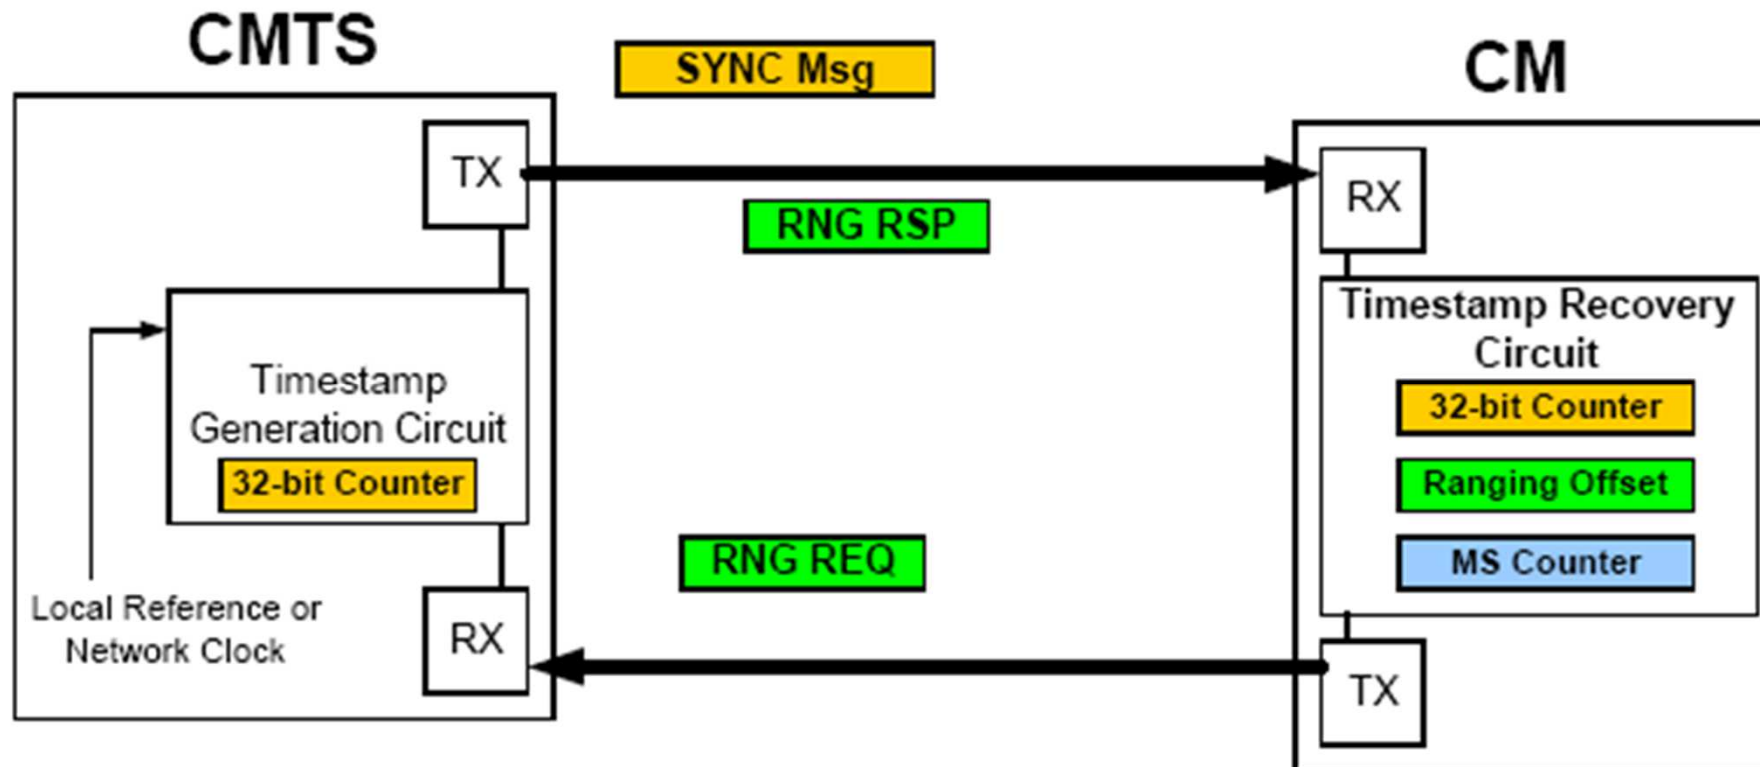 CMTS
SYNC Msg
CM
TX
RX
RNG RSP
Timestamp Recovery
Circuit
32-bit Counter
Ranging Offset
MS Counter
Timestamp
Generation Circuit
32-bit Counter
RNG REQ
Local Reference or
Network Clock
RX
TX